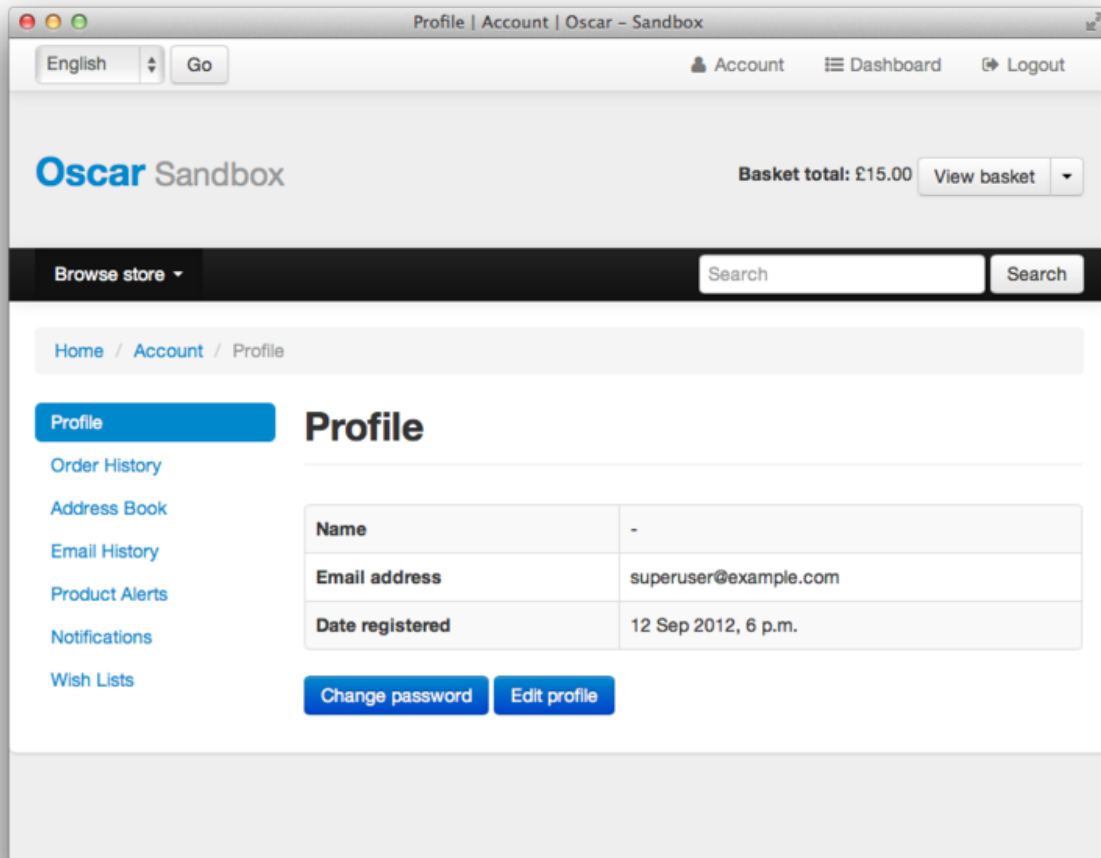 Profile | Account | Oscar – Sandbox
English Go Account Dashboard Logout
Oscar Sandbox Basket total: £15.00 View basket
Browse store Search Search
Home / Account / Profile
Profile
Order History
Address Book
Email History
Product Alerts
Notifications
Wish Lists
Profile
Name -
Email address superuser@example.com
Date registered 12 Sep 2012, 6 p.m.
Change password Edit profile